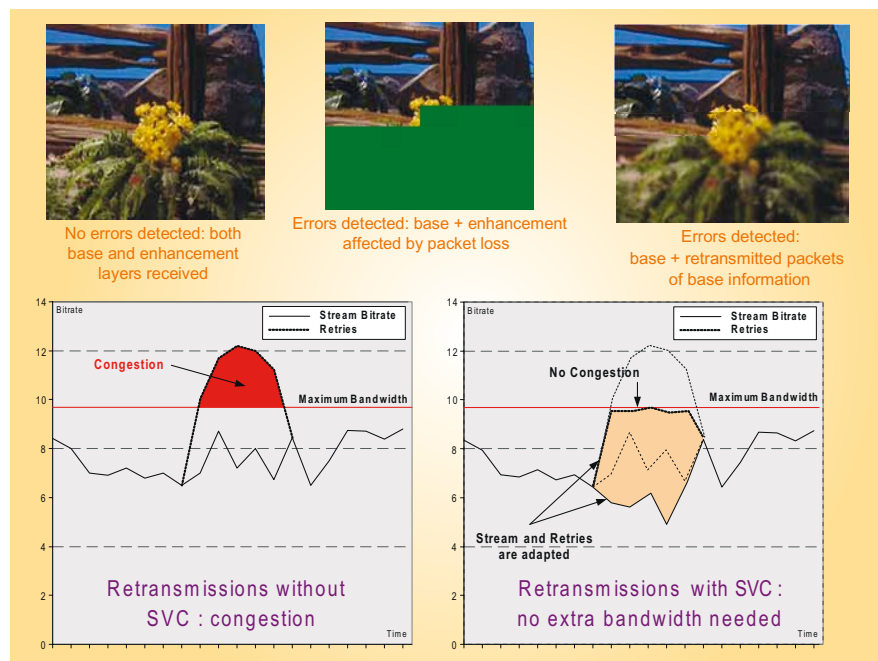 No errors detected: both
base and enhancement
layers received
Errors detected: base + enhancement
affected by packet loss
Errors detected:
base + retransmitted packets
of base information
14
12
10
8
6
4
2
0
Bitrate
Stream Bitrate
Retries
Congestion
Maximum Bandwidth
Retransmissions without
SVC : congestion
Time
14
12
10
8
6
4
2
0
Bitrate
Stream Bitrate
Retries
No Congestion
Maximum Bandwidth
Stream and Retries
are adapted
Retransmissions with SVC :
no extra bandwidth needed
Time